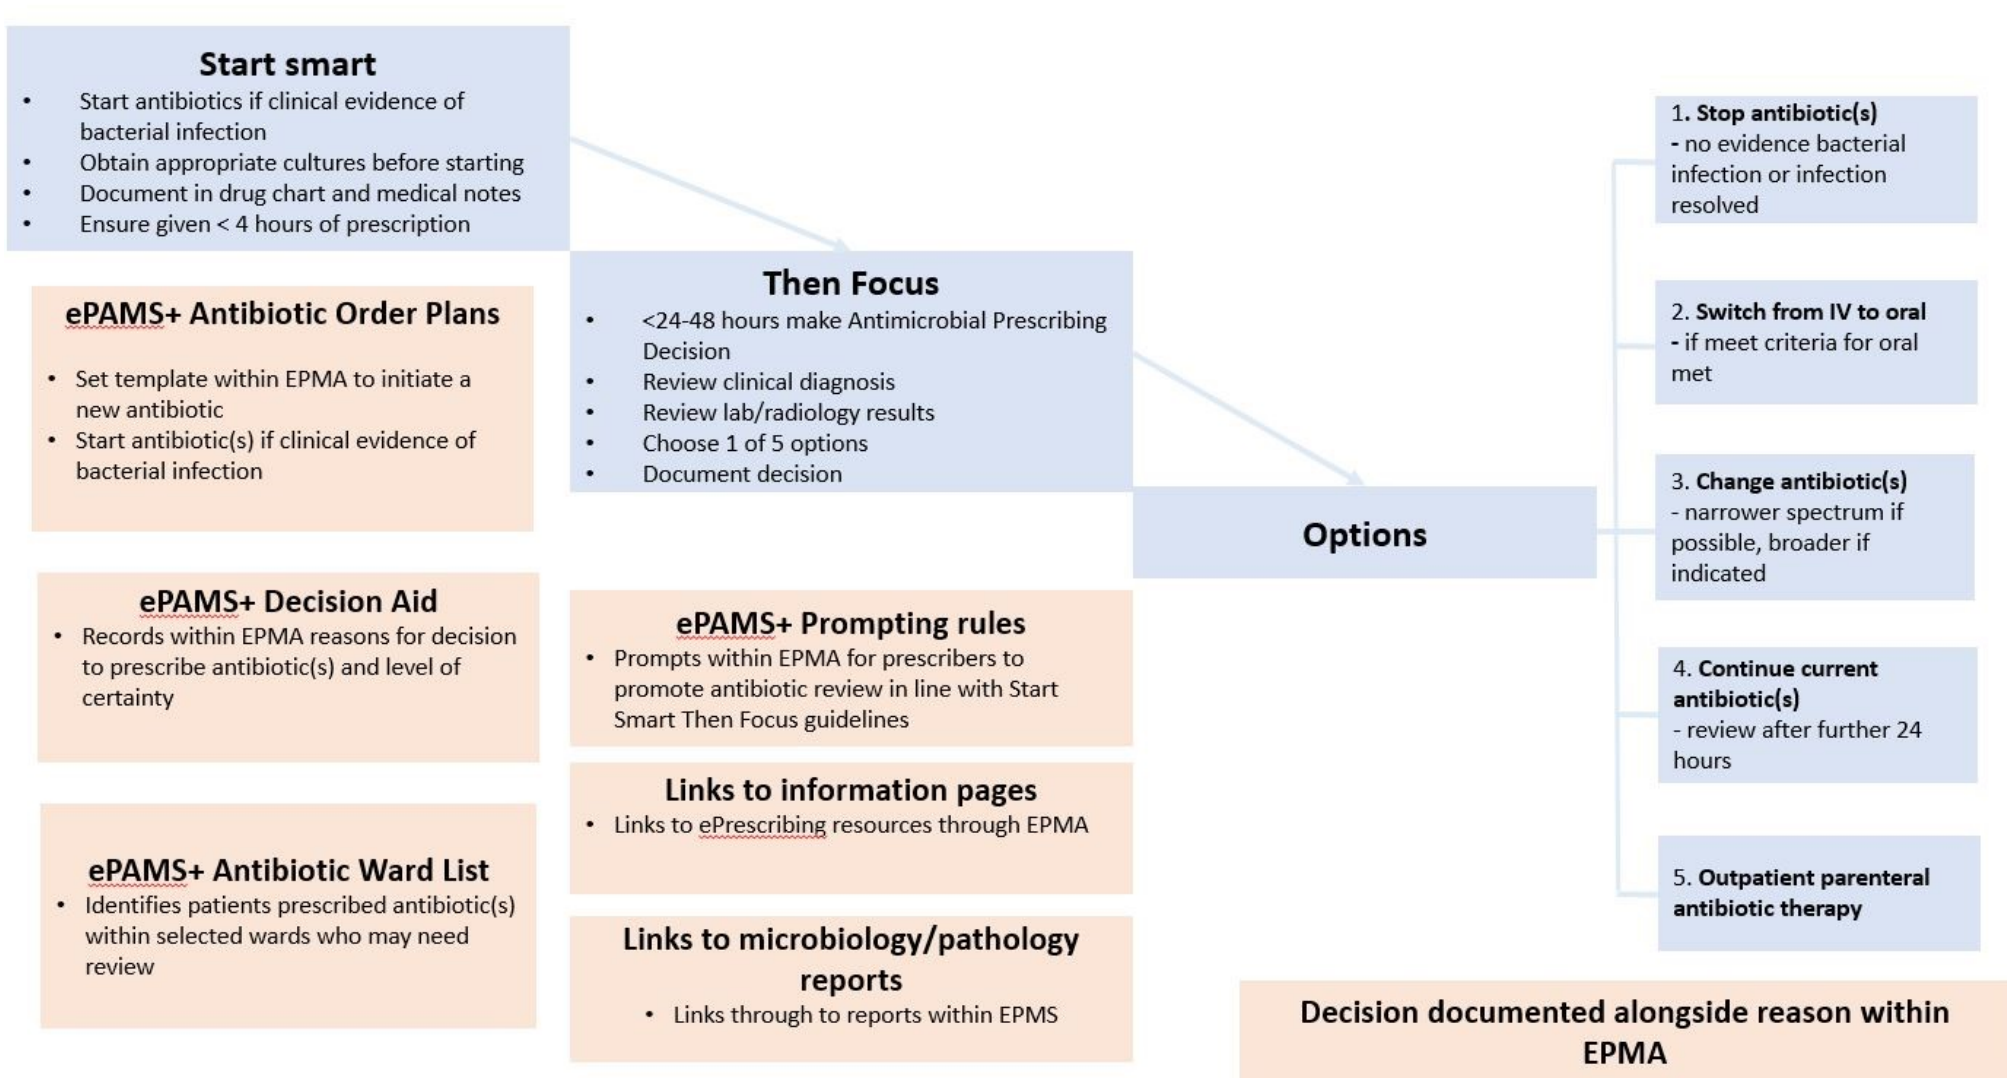 Start smart
• Start antibiotics if clinical evidence of
bacterial infection
• Obtain appropriate cultures before starting
• Document in drug chart and medical notes
• Ensure given < 4 hours of prescription
ePAMS+ Antibiotic Order Plans
• Set template within EPMA to initiate a
new antibiotic
• Start antibiotic(s) if clinical evidence of
bacterial infection
ePAMS+ Decision Aid
• Records within EPMA reasons for decision
to prescribe antibiotic(s) and level of
certainty
ePAMS+ Antibiotic Ward List
• Identifies patients prescribed antibiotic(s)
within selected wards who may need
review
Then Focus
• <24-48 hours make Antimicrobial Prescribing
Decision
• Review clinical diagnosis
• Review lab/radiology results
• Choose 1 of 5 options
• Document decision
ePAMS+ Prompting rules
• Prompts within EPMA for prescribers to
promote antibiotic review in line with Start
Smart Then Focus guidelines
Links to information pages
• Links to ePrescribing resources through EPMA
Links to microbiology/pathology
reports
• Links through to reports within EPMS
Options
1. Stop antibiotic(s)
- no evidence bacterial
infection or infection
resolved
2. Switch from IV to oral
- if meet criteria for oral
met
3. Change antibiotic(s)
- narrower spectrum if
possible, broader if
indicated
4. Continue current
antibiotic(s)
- review after further 24
hours
5. Outpatient parenteral
antibiotic therapy
Decision documented alongside reason within
EPMA